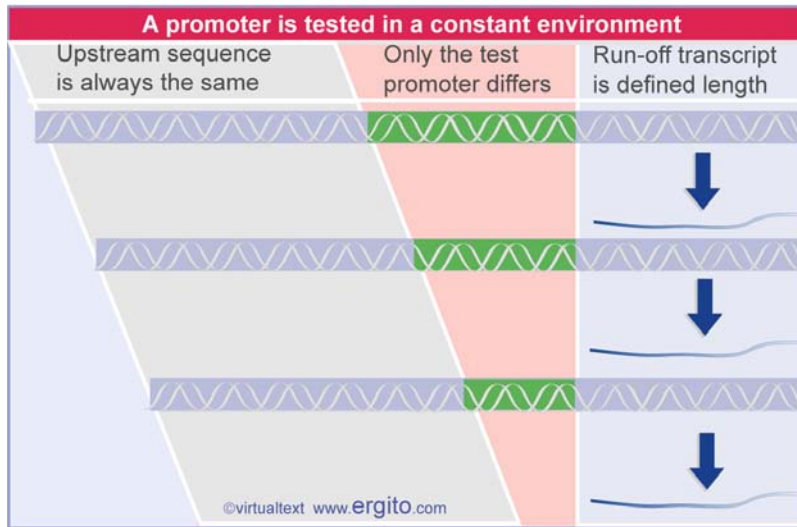 A promoter is tested in a constant environment
Upstream sequence
is always the same
Only the test
promoter differs
Run-off transcript
is defined length
©virtualtext www.ergito.com